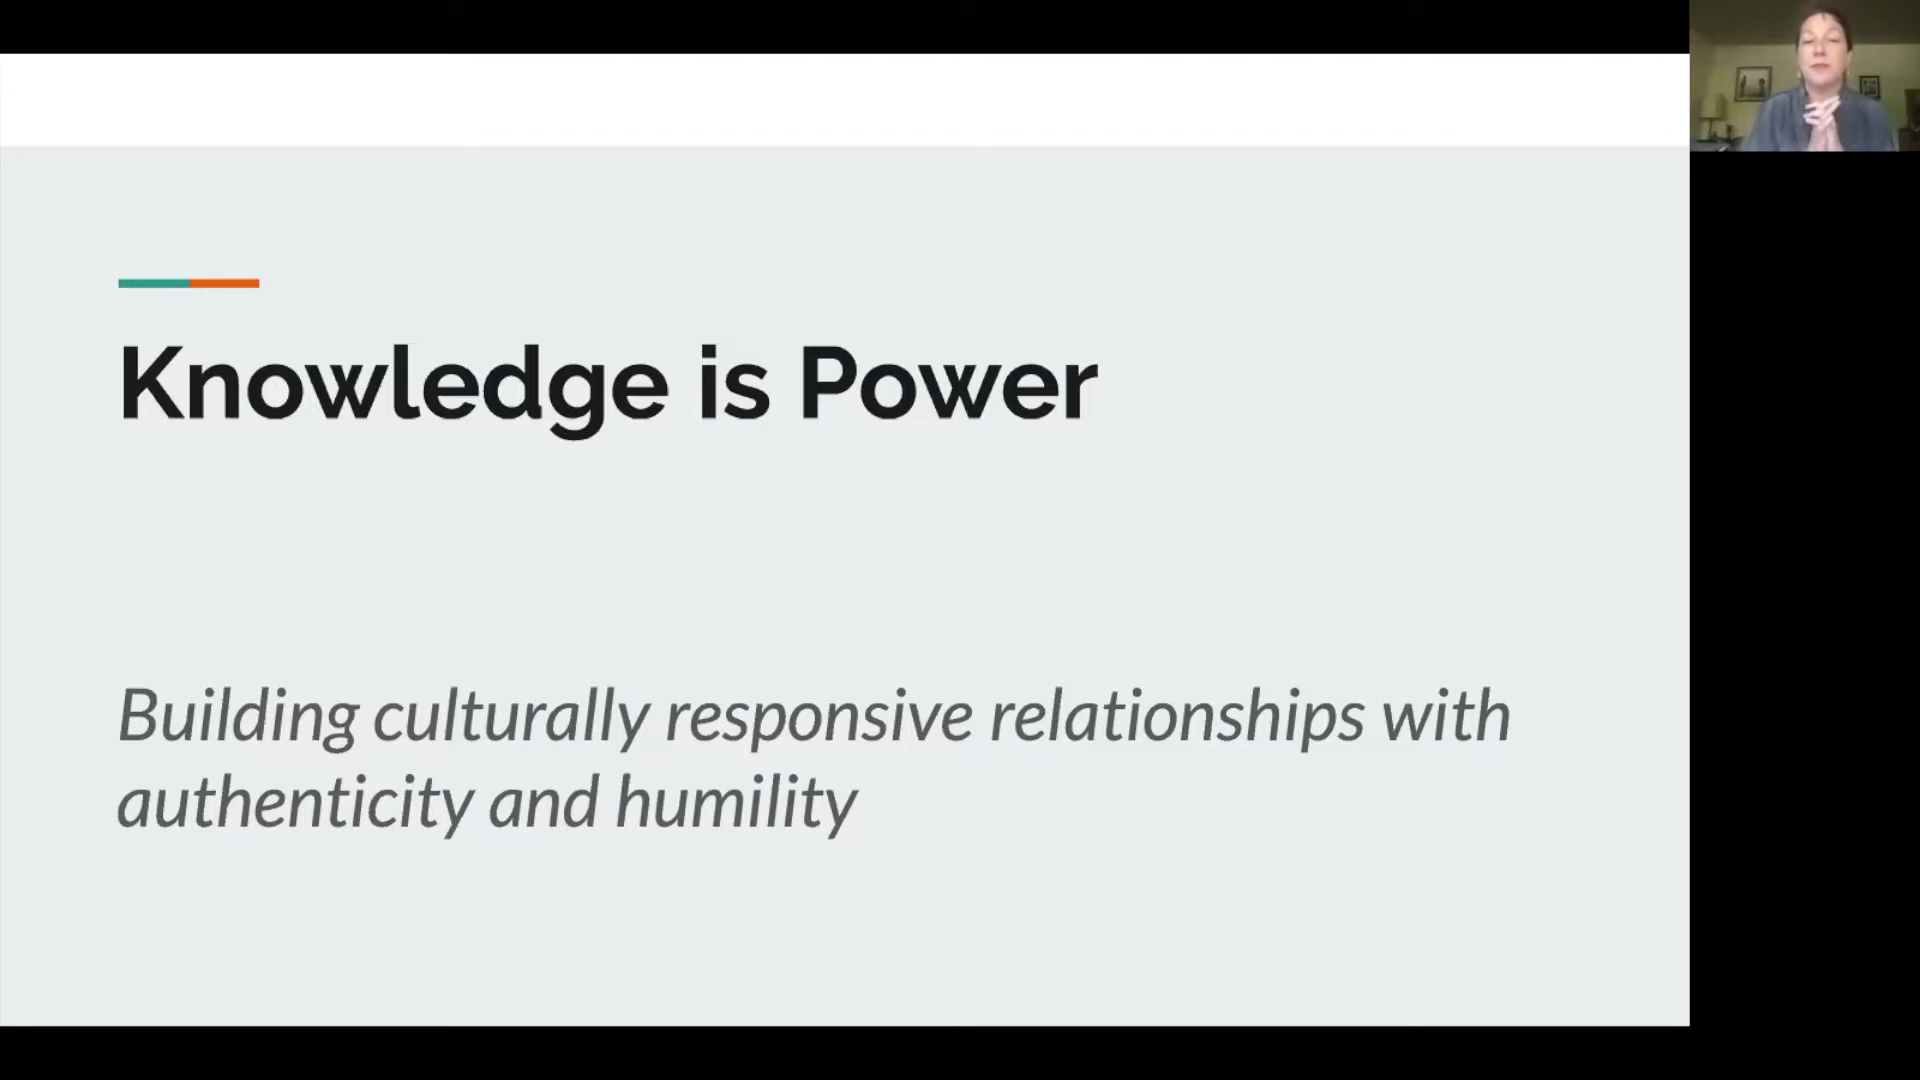 Knowledge is Power
Building culturally responsive relationships with
authenticity and humility